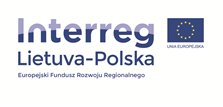 Interreg
Lietuva-Polska
UNIA EUROPEJSKA
Europejski Fundusz Rozwoju Regionalnego